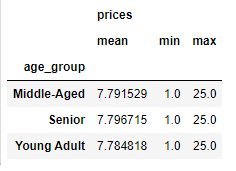 prices
mean min max
age_group
Middle-Aged 7.791529 1.0 25.0
Senior 7.796715 1.0 25.0
Young Adult 7.784818 1.0 25.0